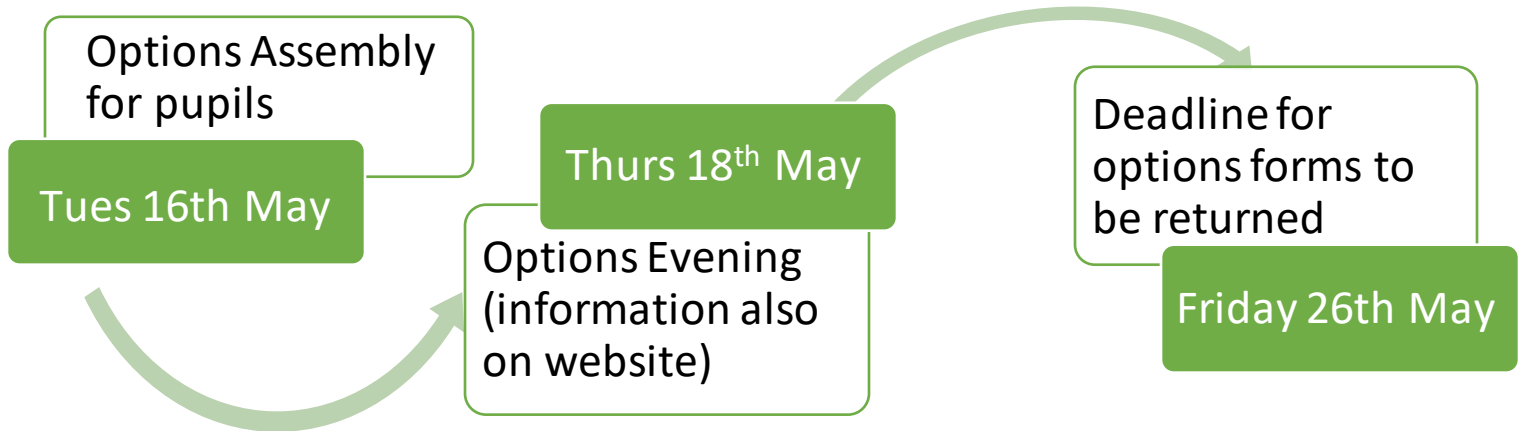 Options Assembly
for pupils
Tues 16th May
Thurs 18th May
Options Evening
(information also
on website)
Deadline for
options forms to
be returned
Friday 26th May